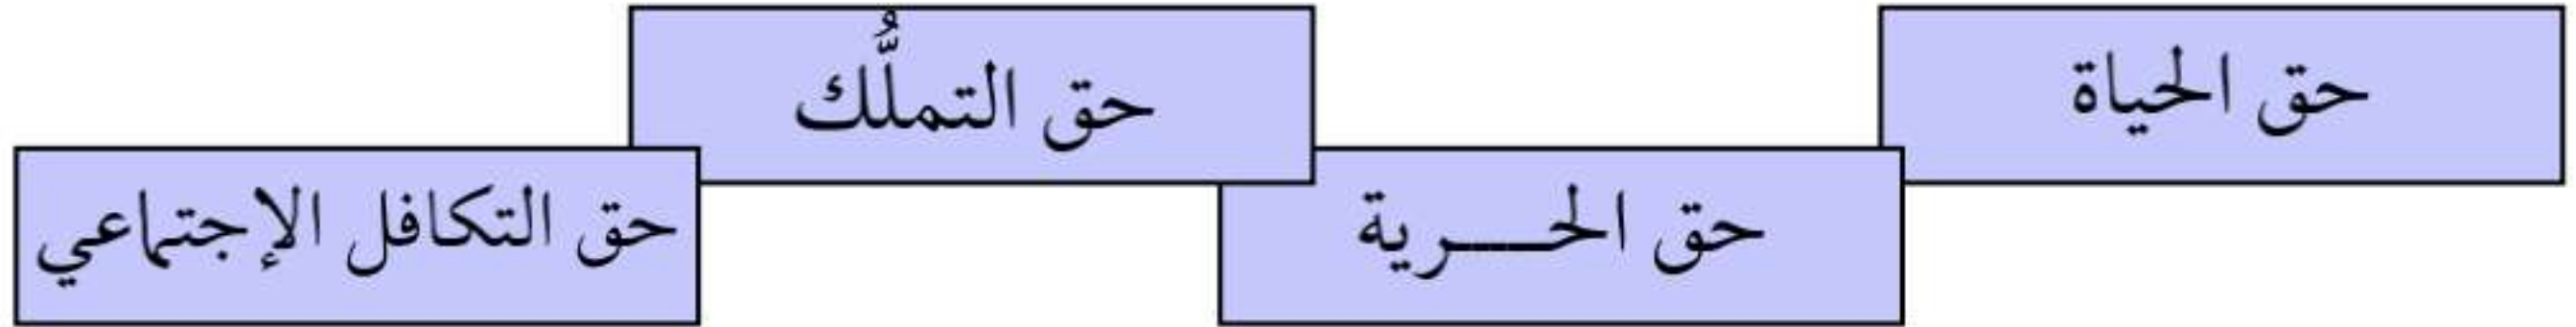 حق الحياة
حق الحـــرية
حق التملُّك
حق التكافل الإجتماعي